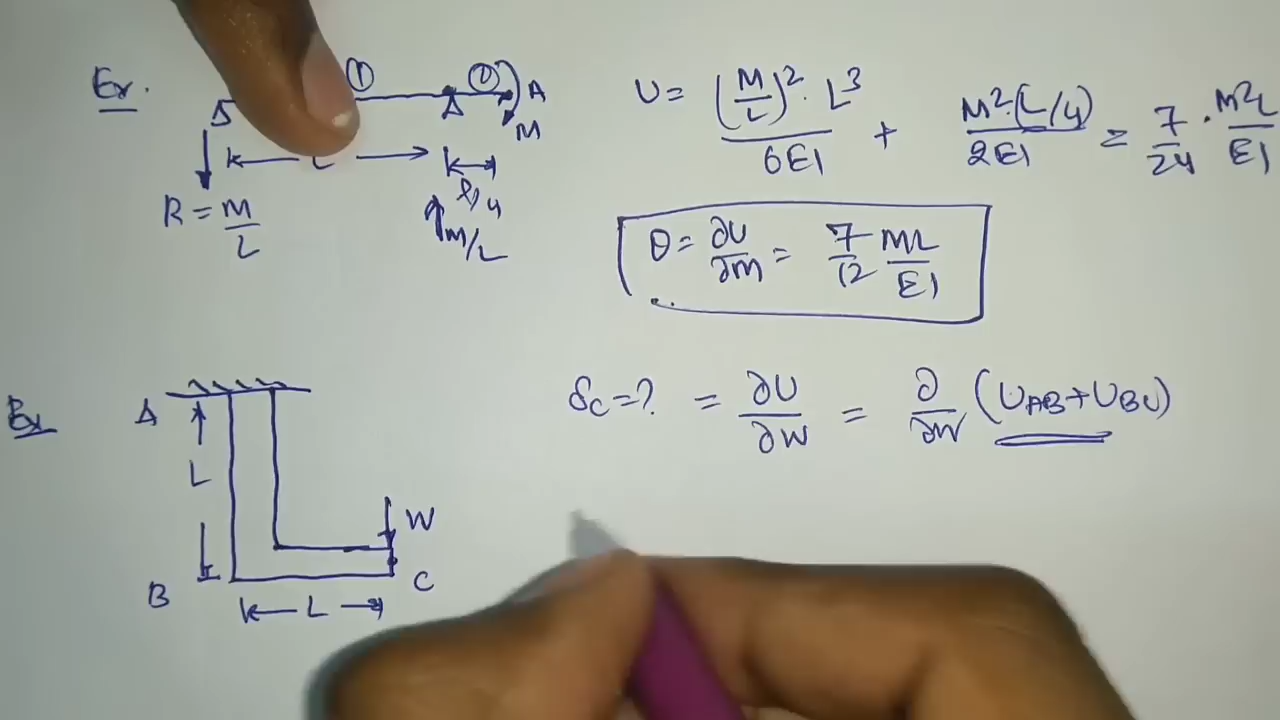 Ex. ① ② A
M
L L/4
R = M/L
M/L
U = (M/L)² · L³ / 6EI + M²·(L/4) / 2EI = 7/24 · M²L/EI
θ = ∂U/∂M = 7/12 ML/EI
Ex A
L
W
B C
L
δc = ? = ∂U/∂W = ∂/∂W (UAB + UBC)